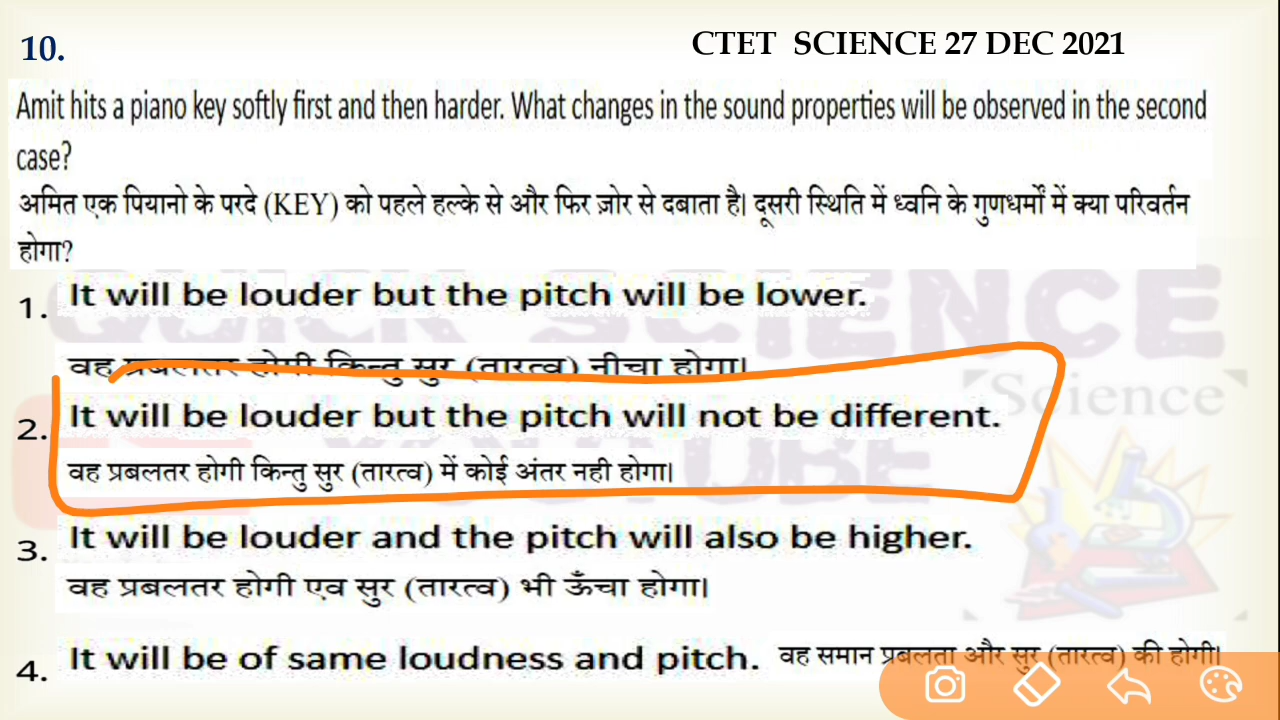 10.
CTET SCIENCE 27 DEC 2021
Amit hits a piano key softly first and then harder. What changes in the sound properties will be observed in the second
case?
अमित एक पियानो के परदे (KEY) को पहले हल्के से और फिर ज़ोर से दबाता है। दूसरी स्थिति में ध्वनि के गुणधर्मों में क्या परिवर्तन
होगा?
QUICK SCIENCE
1. It will be louder but the pitch will be lower.
वह प्रबलतर होगी किन्तु सुर (तारत्व) नीचा होगा।
Science
2. It will be louder but the pitch will not be different.
वह प्रबलतर होगी किन्तु सुर (तारत्व) में कोई अंतर नही होगा।
YOUTUBE
3. It will be louder and the pitch will also be higher.
वह प्रबलतर होगी एव सुर (तारत्व) भी ऊँचा होगा।
4. It will be of same loudness and pitch. वह समान प्रबलता और सुर (तारत्व) की होगी।